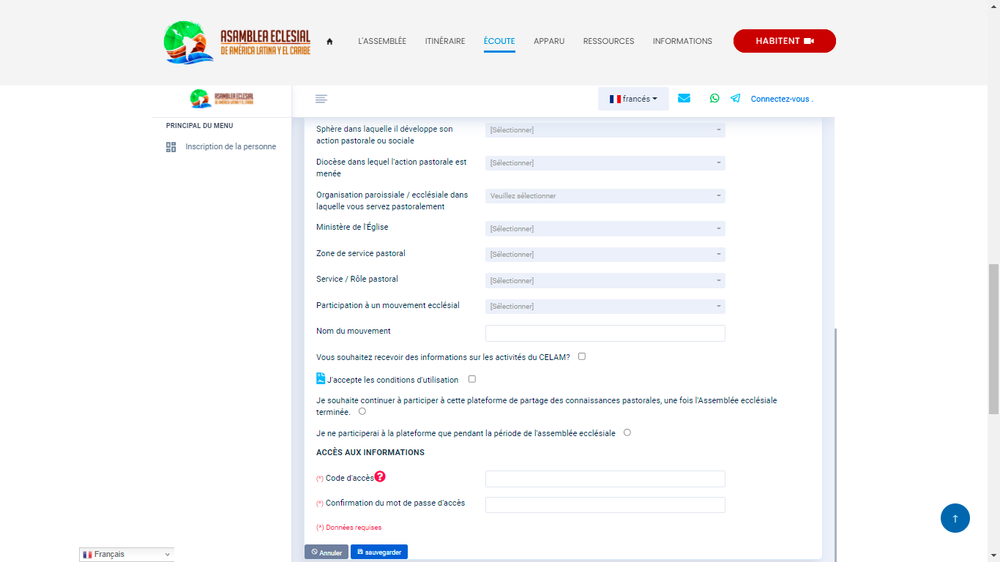 ASAMBLEA ECLESIAL
DE AMÉRICA LATINA Y EL CARIBE
L'ASSEMBLÉE ITINÉRAIRE ÉCOUTE APPARU RESSOURCES INFORMATIONS HABITENT
ASAMBLEA ECLESIAL
DE AMÉRICA LATINA Y EL CARIBE
francés
Connectez-vous .
PRINCIPAL DU MENU
Inscription de la personne
Sphère dans laquelle il développe son
action pastorale ou sociale
[Sélectionner]
Diocèse dans lequel l'action pastorale est
menée
[Sélectionner]
Organisation paroissiale / ecclésiale dans
laquelle vous servez pastoralement
Veuillez sélectionner
Ministère de l'Église
[Sélectionner]
Zone de service pastoral
[Sélectionner]
Service / Rôle pastoral
[Sélectionner]
Participation à un mouvement ecclésial
[Sélectionner]
Nom du mouvement
Vous souhaitez recevoir des informations sur les activités du CELAM?
J'accepte les conditions d'utilisation
Je souhaite continuer à participer à cette plateforme de partage des connaissances pastorales, une fois l'Assemblée ecclésiale
terminée.
Je ne participerai à la plateforme que pendant la période de l'assemblée ecclésiale
ACCÈS AUX INFORMATIONS
(*) Code d'accès
(*) Confirmation du mot de passe d'accès
(*) Données requises
Annuler sauvegarder
Français